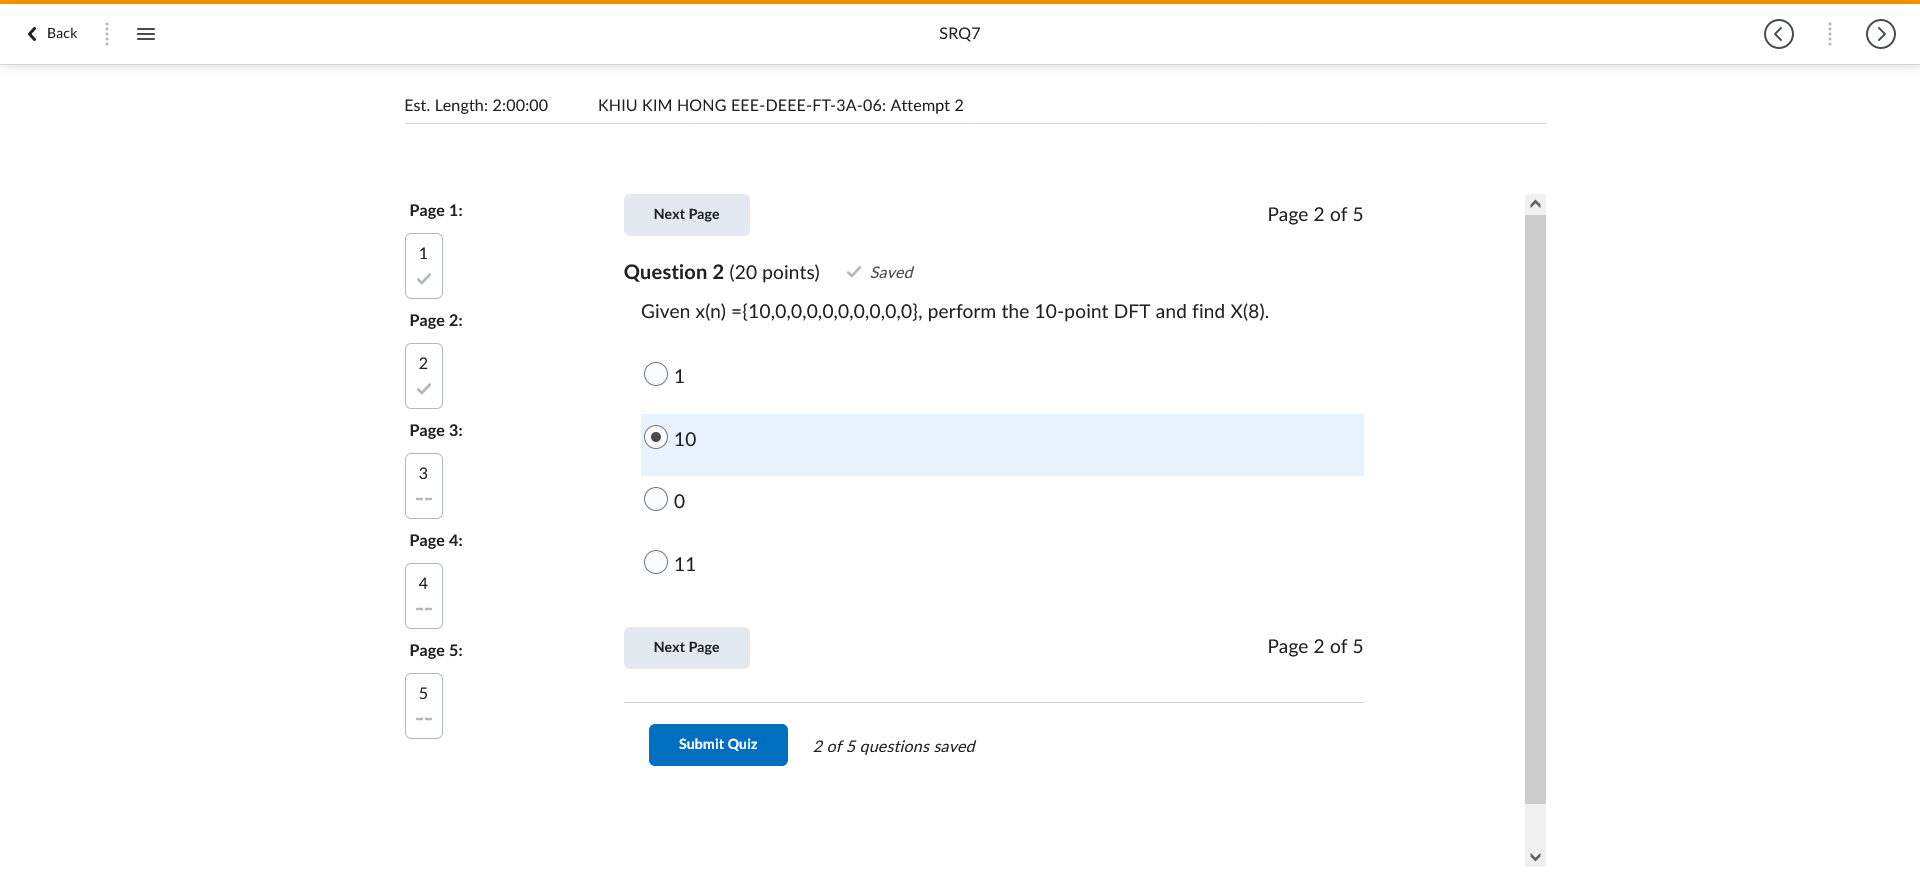 Back
SRQ7
Est. Length: 2:00:00 KHIU KIM HONG EEE-DEEE-FT-3A-06: Attempt 2
Page 1:
1
Page 2:
2
Page 3:
3
--
Page 4:
4
--
Page 5:
5
--
Next Page
Page 2 of 5
Question 2 (20 points) Saved
Given x(n) ={10,0,0,0,0,0,0,0,0,0,0}, perform the 10-point DFT and find X(8).
1
10
0
11
Next Page
Page 2 of 5
Submit Quiz
2 of 5 questions saved